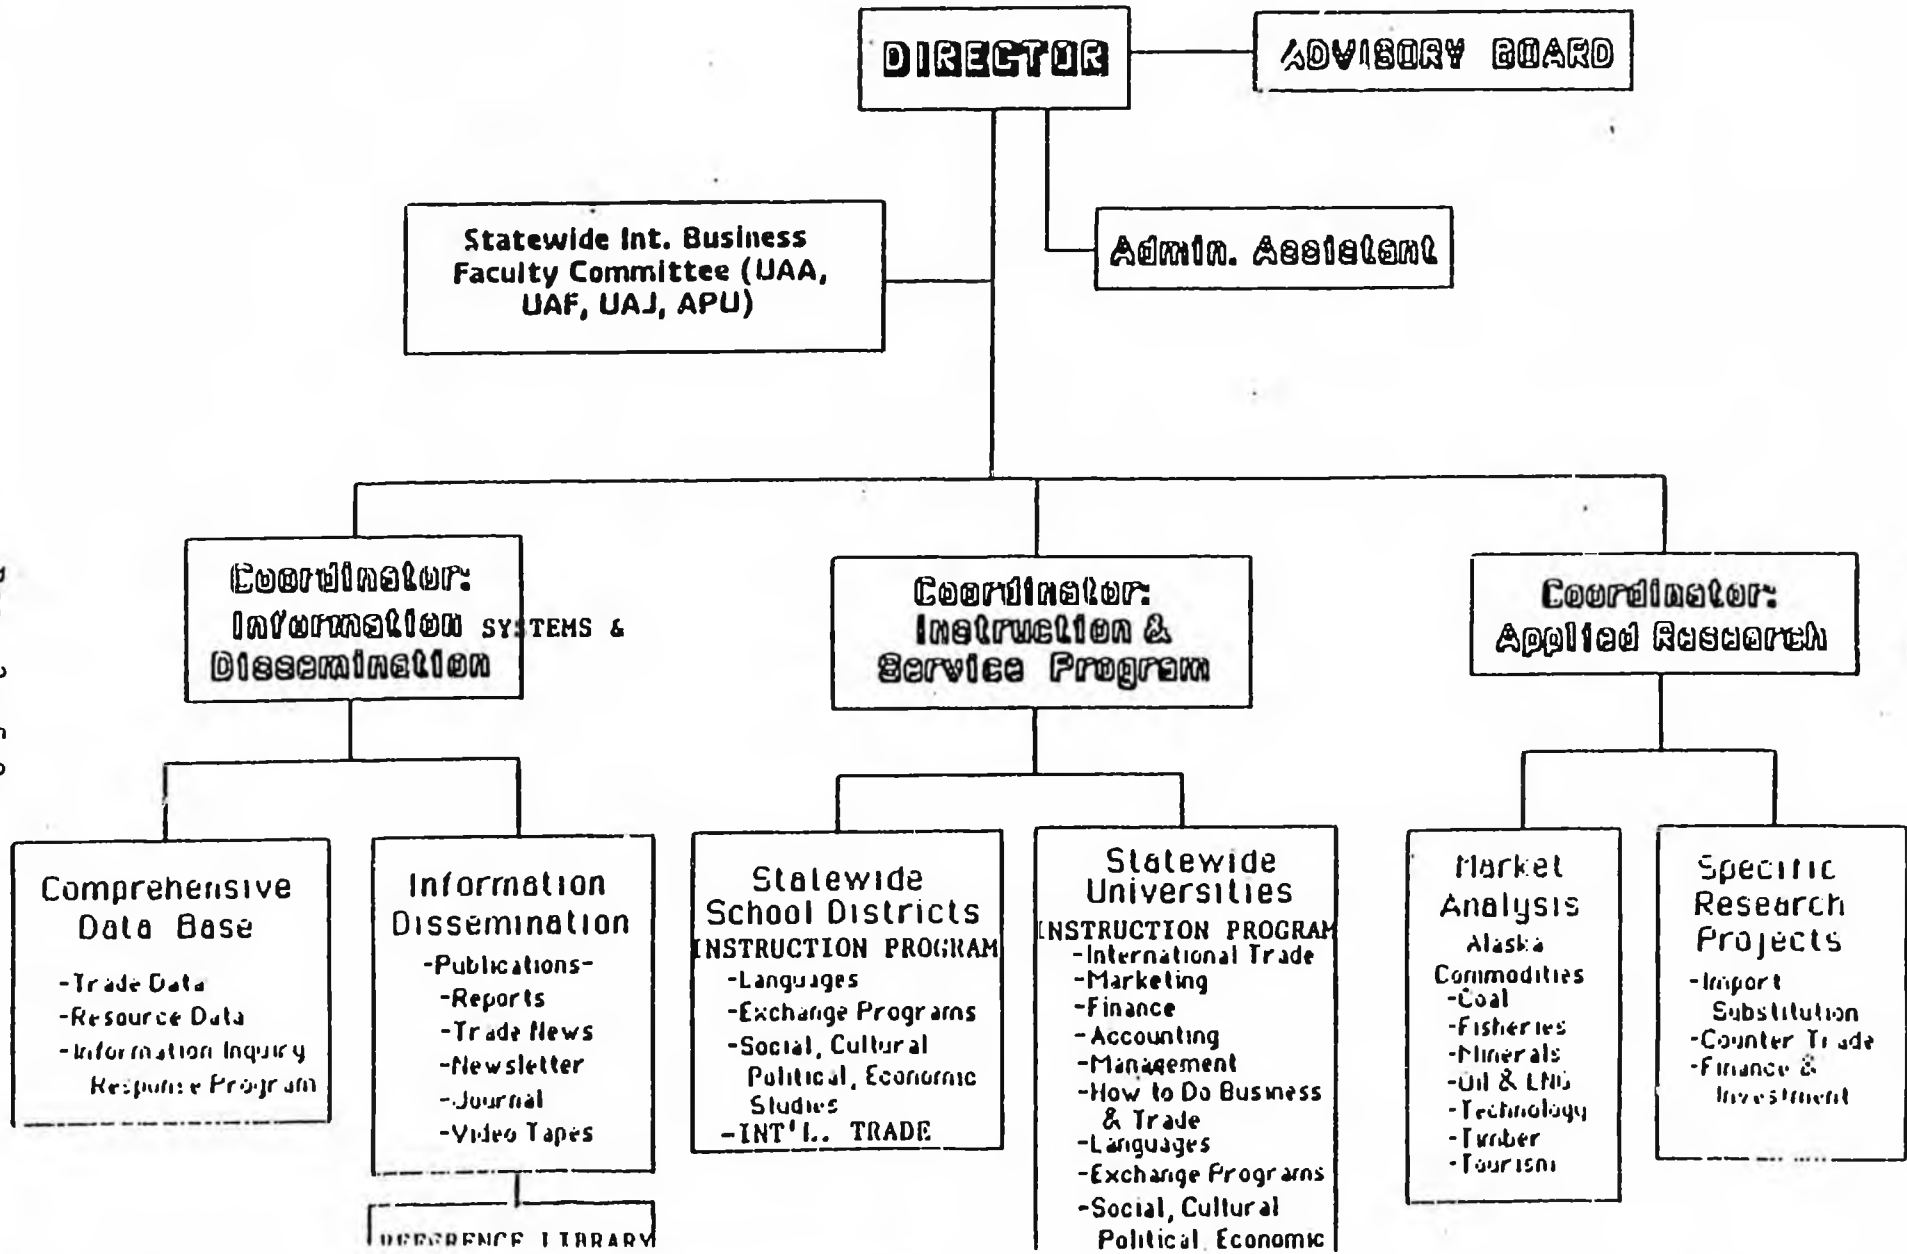 DIRECTOR
ADVISORY BOARD
Statewide Int. Business
Faculty Committee (UAA,
UAF, UAJ, APU)
Admin. Assistant
Coordinator:
Information SYSTEMS &
Dissemination
Coordinator:
Instruction &
Service Program
Coordinator:
Applied Research
Comprehensive
Data Base
-Trade Data
-Resource Data
-Information Inquiry
Response Program
Information
Dissemination
-Publications-
-Reports
-Trade News
-Newsletter
-Journal
-Video Tapes
REFERENCE LIBRARY
Statewide
School Districts
INSTRUCTION PROGRAM
-Languages
-Exchange Programs
-Social, Cultural
Political, Economic
Studies
-INT'L. TRADE
Statewide
Universities
INSTRUCTION PROGRAM
-International Trade
-Marketing
-Finance
-Accounting
-Management
-How to Do Business
& Trade
-Languages
-Exchange Programs
-Social, Cultural
Political, Economic
Market
Analysis
Alaska
Commodities
-Coal
-Fisheries
-Minerals
-Oil & LNG
-Technology
-Timber
-Tourism
Specific
Research
Projects
-Import
Substitution
-Counter Trade
-Finance &
Investment